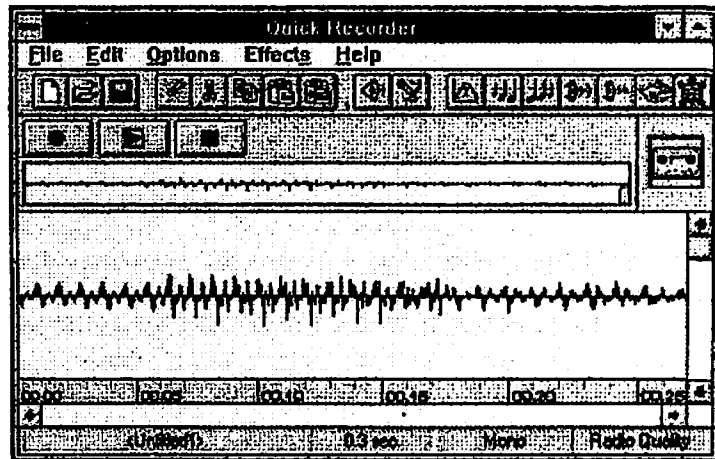 Quick Recorder
File Edit Options Effects Help
00.00 00.05 00.10 00.15 00.20 00.25
<Untitled1> 0.3 sec Mono Radio Quality